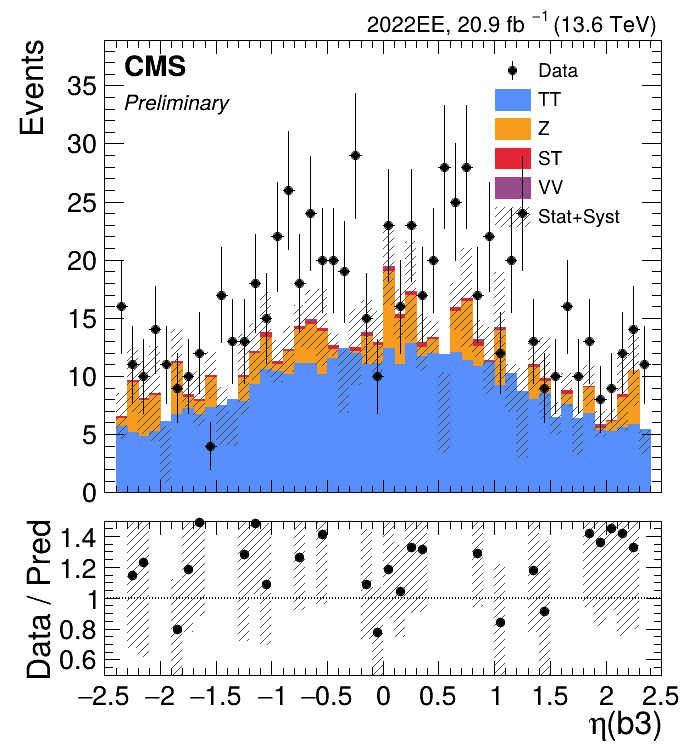 2022EE, 20.9 fb⁻¹ (13.6 TeV)
CMS
Preliminary
Data
TT
Z
ST
VV
Stat+Syst
Events
35
30
25
20
15
10
5
0
Data / Pred
1.4
1.2
1
0.8
0.6
−2.5 −2 −1.5 −1 −0.5 0 0.5 1 1.5 2 2.5
η(b3)